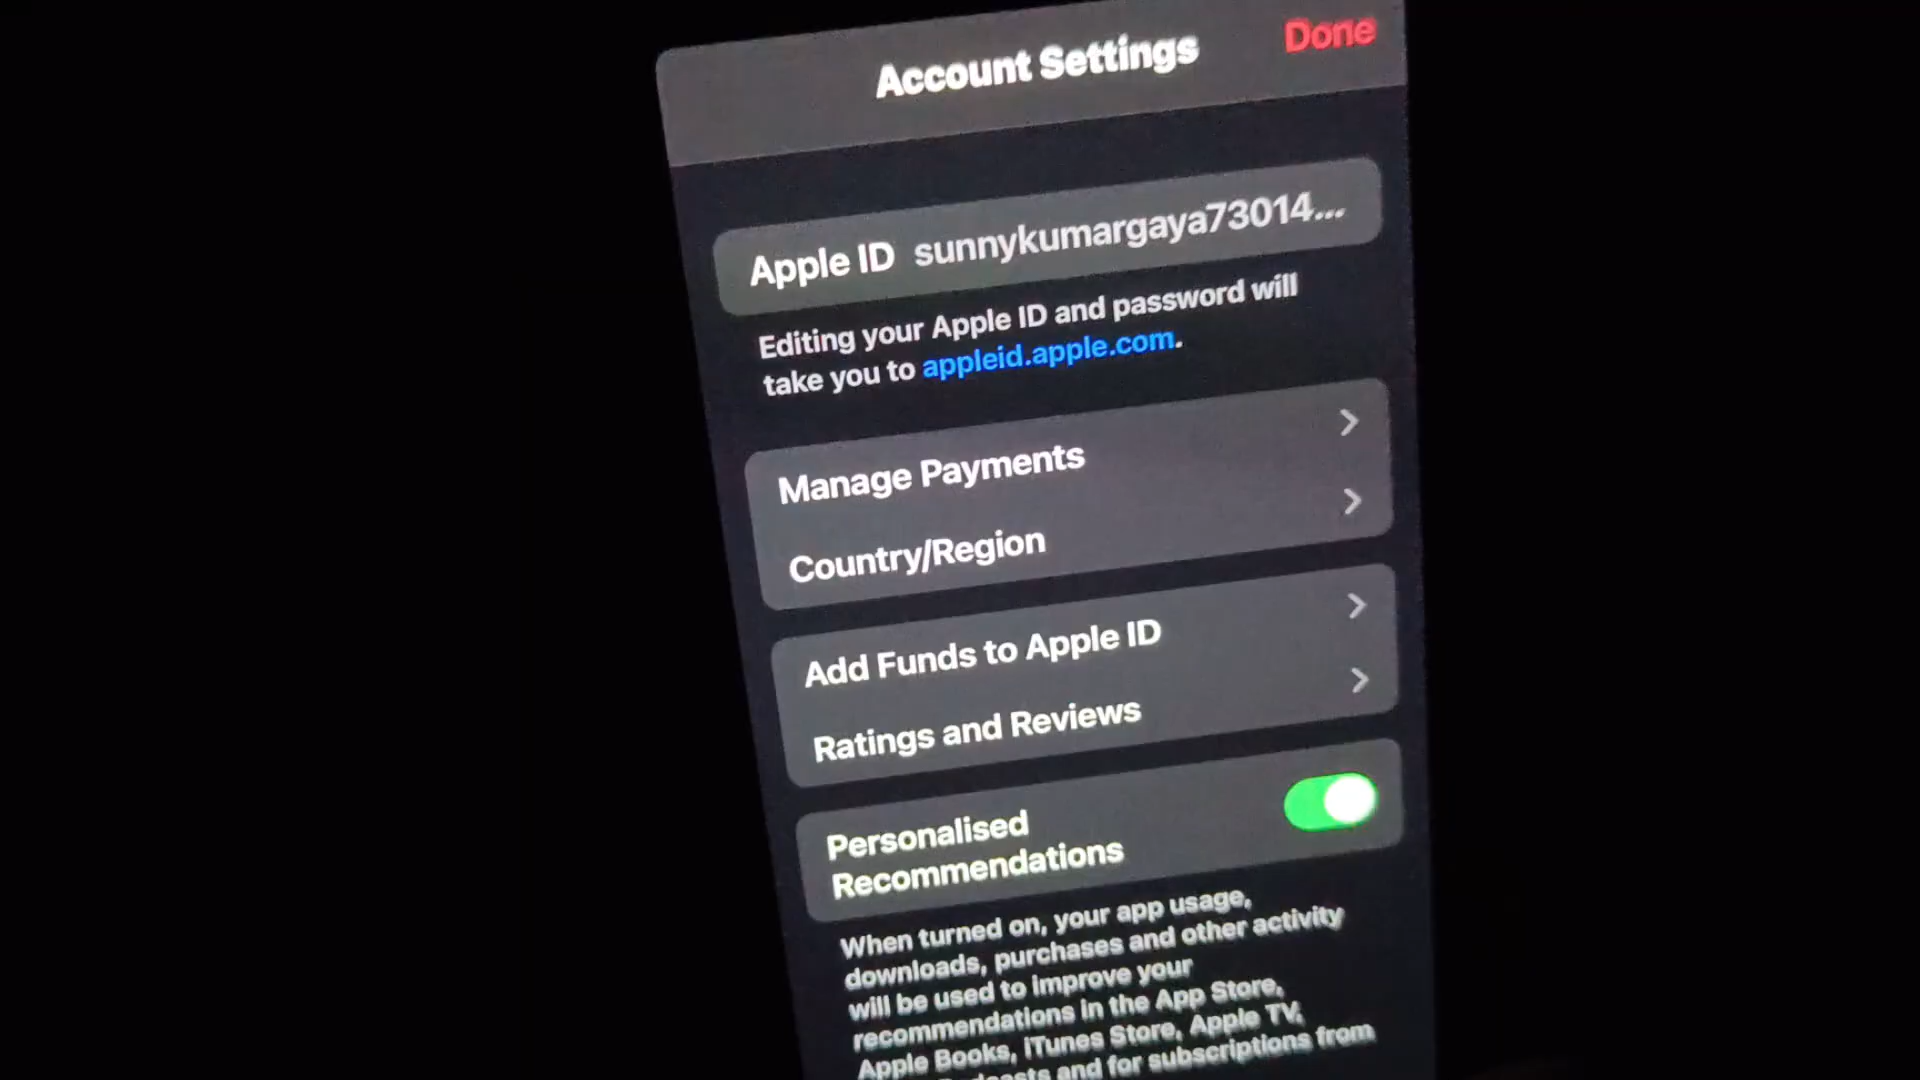 Account Settings
Done
Apple ID sunnykumargaya73014...
Editing your Apple ID and password will
take you to appleid.apple.com.
Manage Payments
Country/Region
Add Funds to Apple ID
Ratings and Reviews
Personalised
Recommendations
When turned on, your app usage,
downloads, purchases and other activity
will be used to improve your
recommendations in the App Store,
Apple Books, iTunes Store, Apple TV,
and for subscriptions from